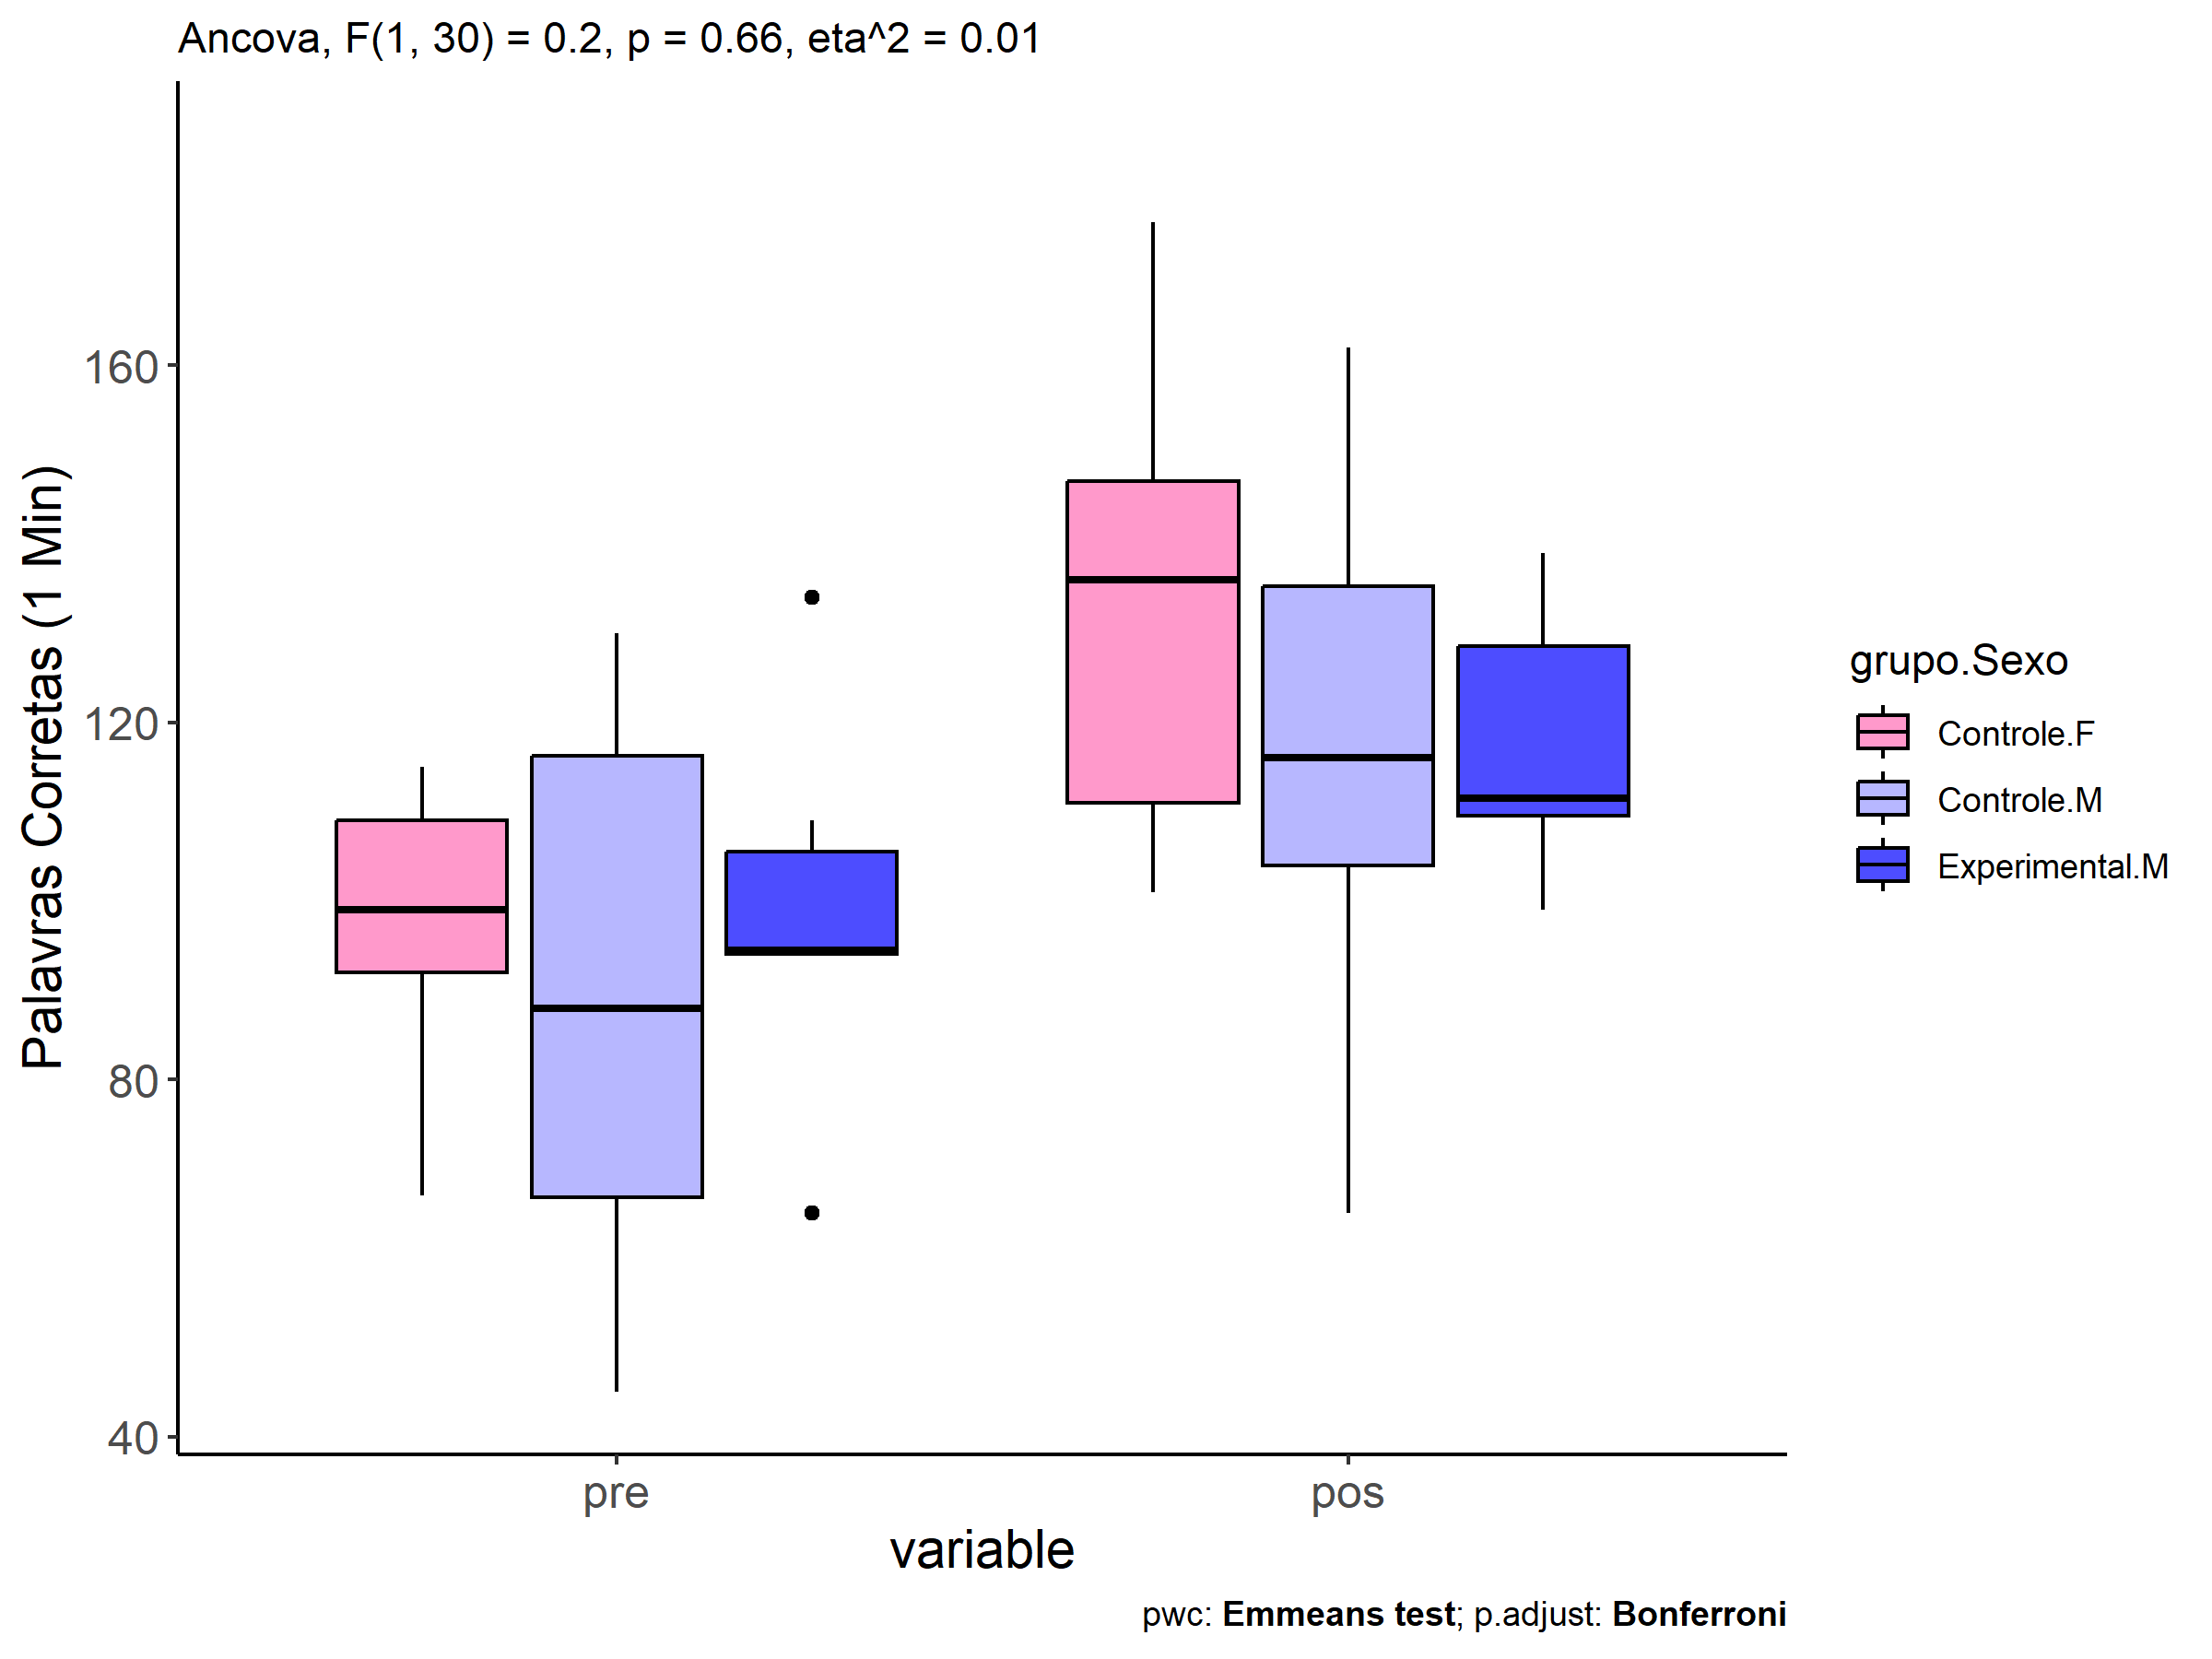 Ancova, F(1, 30) = 0.2, p = 0.66, eta^2 = 0.01
Palavras Corretas (1 Min)
160
120
80
40
pre
pos
variable
grupo.Sexo
Controle.F
Controle.M
Experimental.M
pwc: Emmeans test; p.adjust: Bonferroni